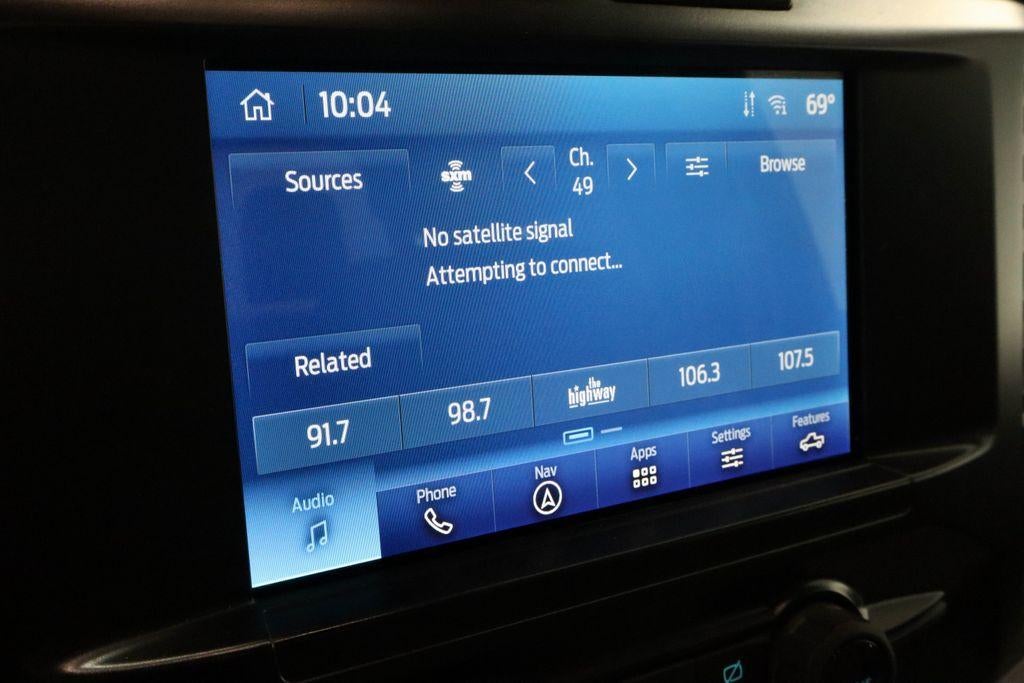 10:04
69°
Sources
sxm
Ch.
49
Browse
No satellite signal
Attempting to connect...
Related
91.7
98.7
the
highway
106.3
107.5
Audio
Phone
Nav
Apps
Settings
Features